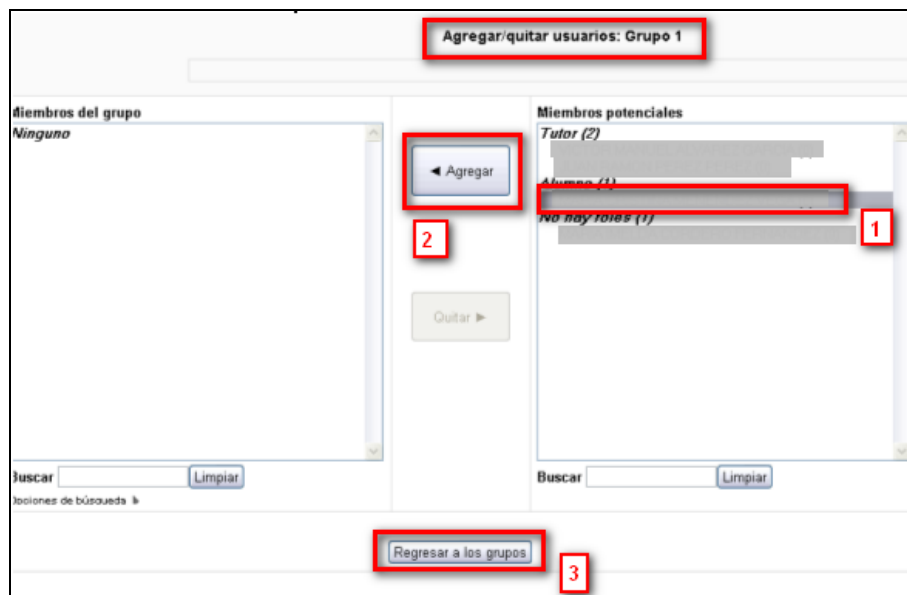 Agregar/quitar usuarios: Grupo 1
Miembros del grupo
Ninguno
◄ Agregar
2
Quitar ►
Miembros potenciales
Tutor (2)
Alumno (1)
1
No hay roles (1)
Buscar
Limpiar
Opciones de búsqueda
Buscar
Limpiar
Regresar a los grupos
3